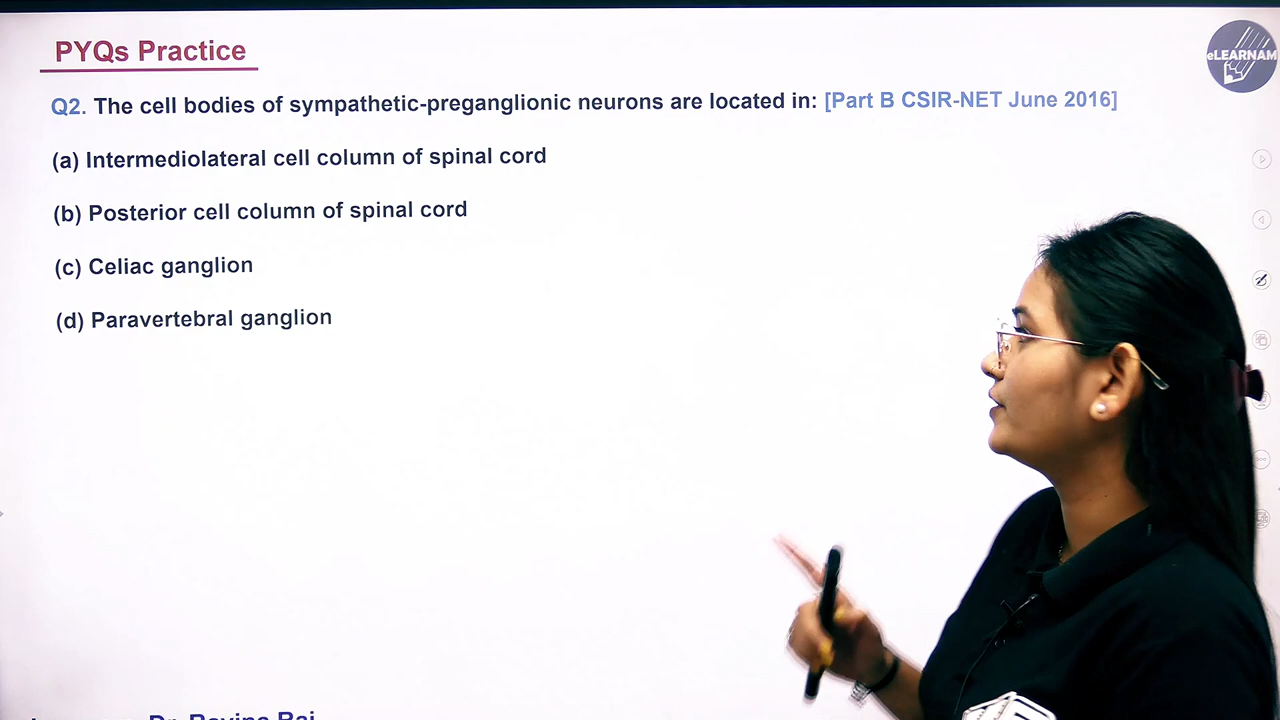 PYQs Practice
eLEARNAM
Q2. The cell bodies of sympathetic-preganglionic neurons are located in: [Part B CSIR-NET June 2016]
(a) Intermediolateral cell column of spinal cord
(b) Posterior cell column of spinal cord
(c) Celiac ganglion
(d) Paravertebral ganglion